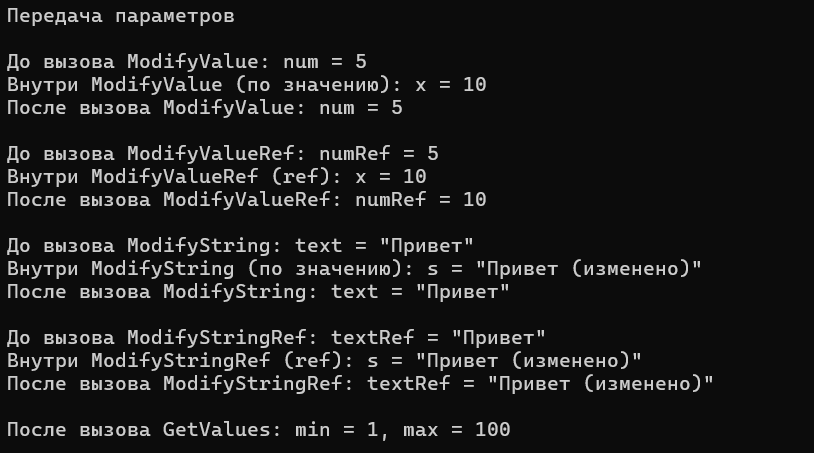 Передача параметров
До вызова ModifyValue: num = 5
Внутри ModifyValue (по значению): x = 10
После вызова ModifyValue: num = 5
До вызова ModifyValueRef: numRef = 5
Внутри ModifyValueRef (ref): x = 10
После вызова ModifyValueRef: numRef = 10
До вызова ModifyString: text = "Привет"
Внутри ModifyString (по значению): s = "Привет (изменено)"
После вызова ModifyString: text = "Привет"
До вызова ModifyStringRef: textRef = "Привет"
Внутри ModifyStringRef (ref): s = "Привет (изменено)"
После вызова ModifyStringRef: textRef = "Привет (изменено)"
После вызова GetValues: min = 1, max = 100